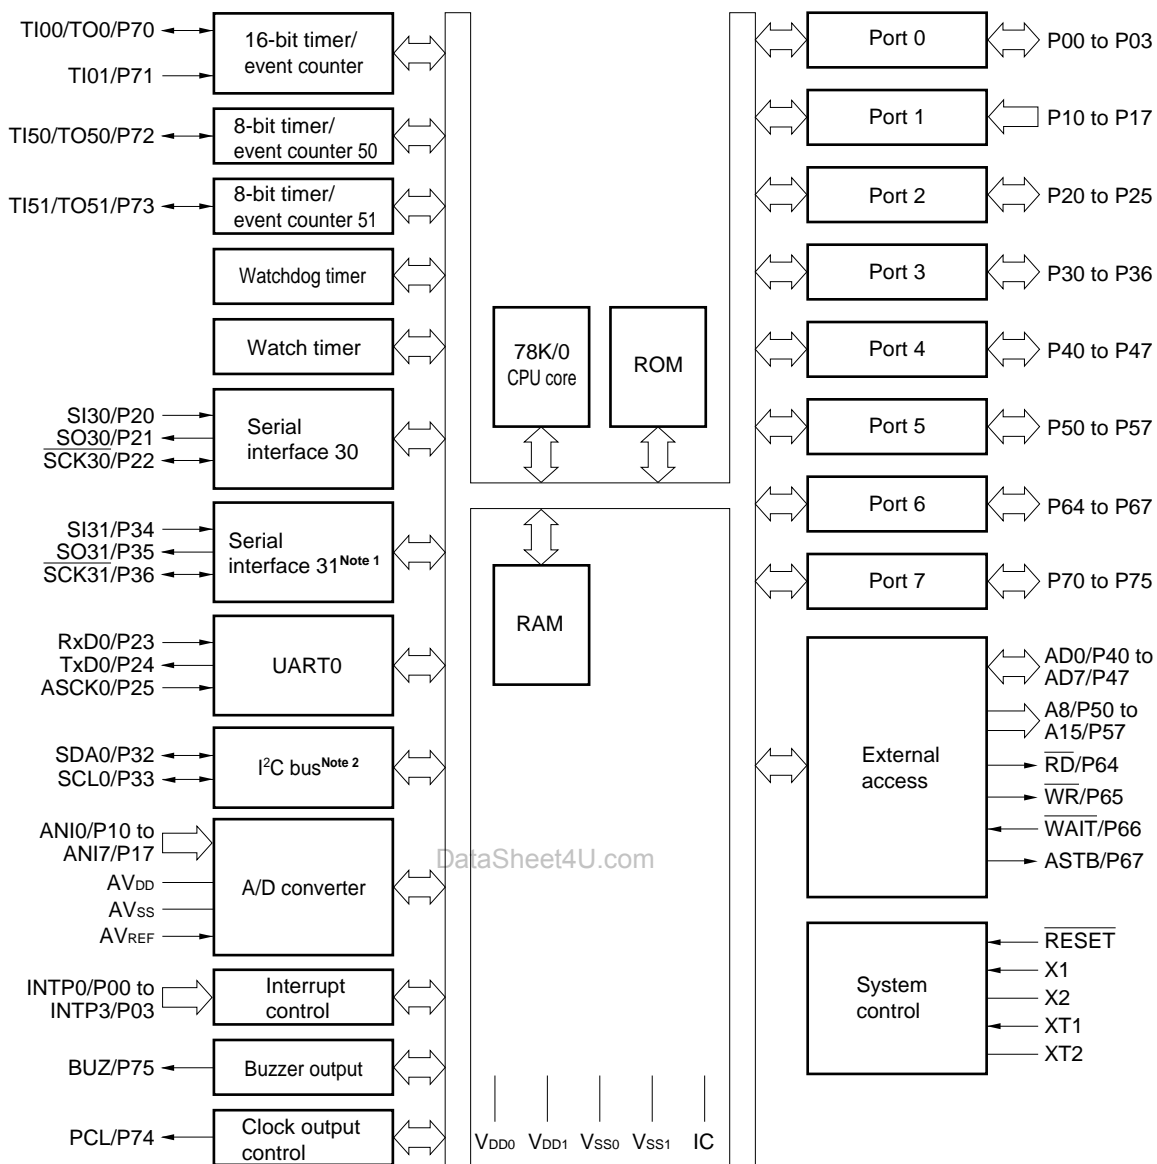 TI00/TO0/P70
TI01/P71
16-bit timer/
event counter
TI50/TO50/P72
8-bit timer/
event counter 50
TI51/TO51/P73
8-bit timer/
event counter 51
Watchdog timer
Watch timer
SI30/P20
SO30/P21
SCK30/P22
Serial
interface 30
SI31/P34
SO31/P35
SCK31/P36
Serial
interface 31 Note 1
RxD0/P23
TxD0/P24
ASCK0/P25
UART0
SDA0/P32
SCL0/P33
I²C bus Note 2
ANI0/P10 to
ANI7/P17
AVDD
AVSS
AVREF
A/D converter
INTP0/P00 to
INTP3/P03
Interrupt
control
BUZ/P75
Buzzer output
PCL/P74
Clock output
control
78K/0
CPU core
ROM
RAM
DataSheet4U.com
VDD0 VDD1 VSS0 VSS1 IC
Port 0
P00 to P03
Port 1
P10 to P17
Port 2
P20 to P25
Port 3
P30 to P36
Port 4
P40 to P47
Port 5
P50 to P57
Port 6
P64 to P67
Port 7
P70 to P75
External
access
AD0/P40 to
AD7/P47
A8/P50 to
A15/P57
RD/P64
WR/P65
WAIT/P66
ASTB/P67
System
control
RESET
X1
X2
XT1
XT2